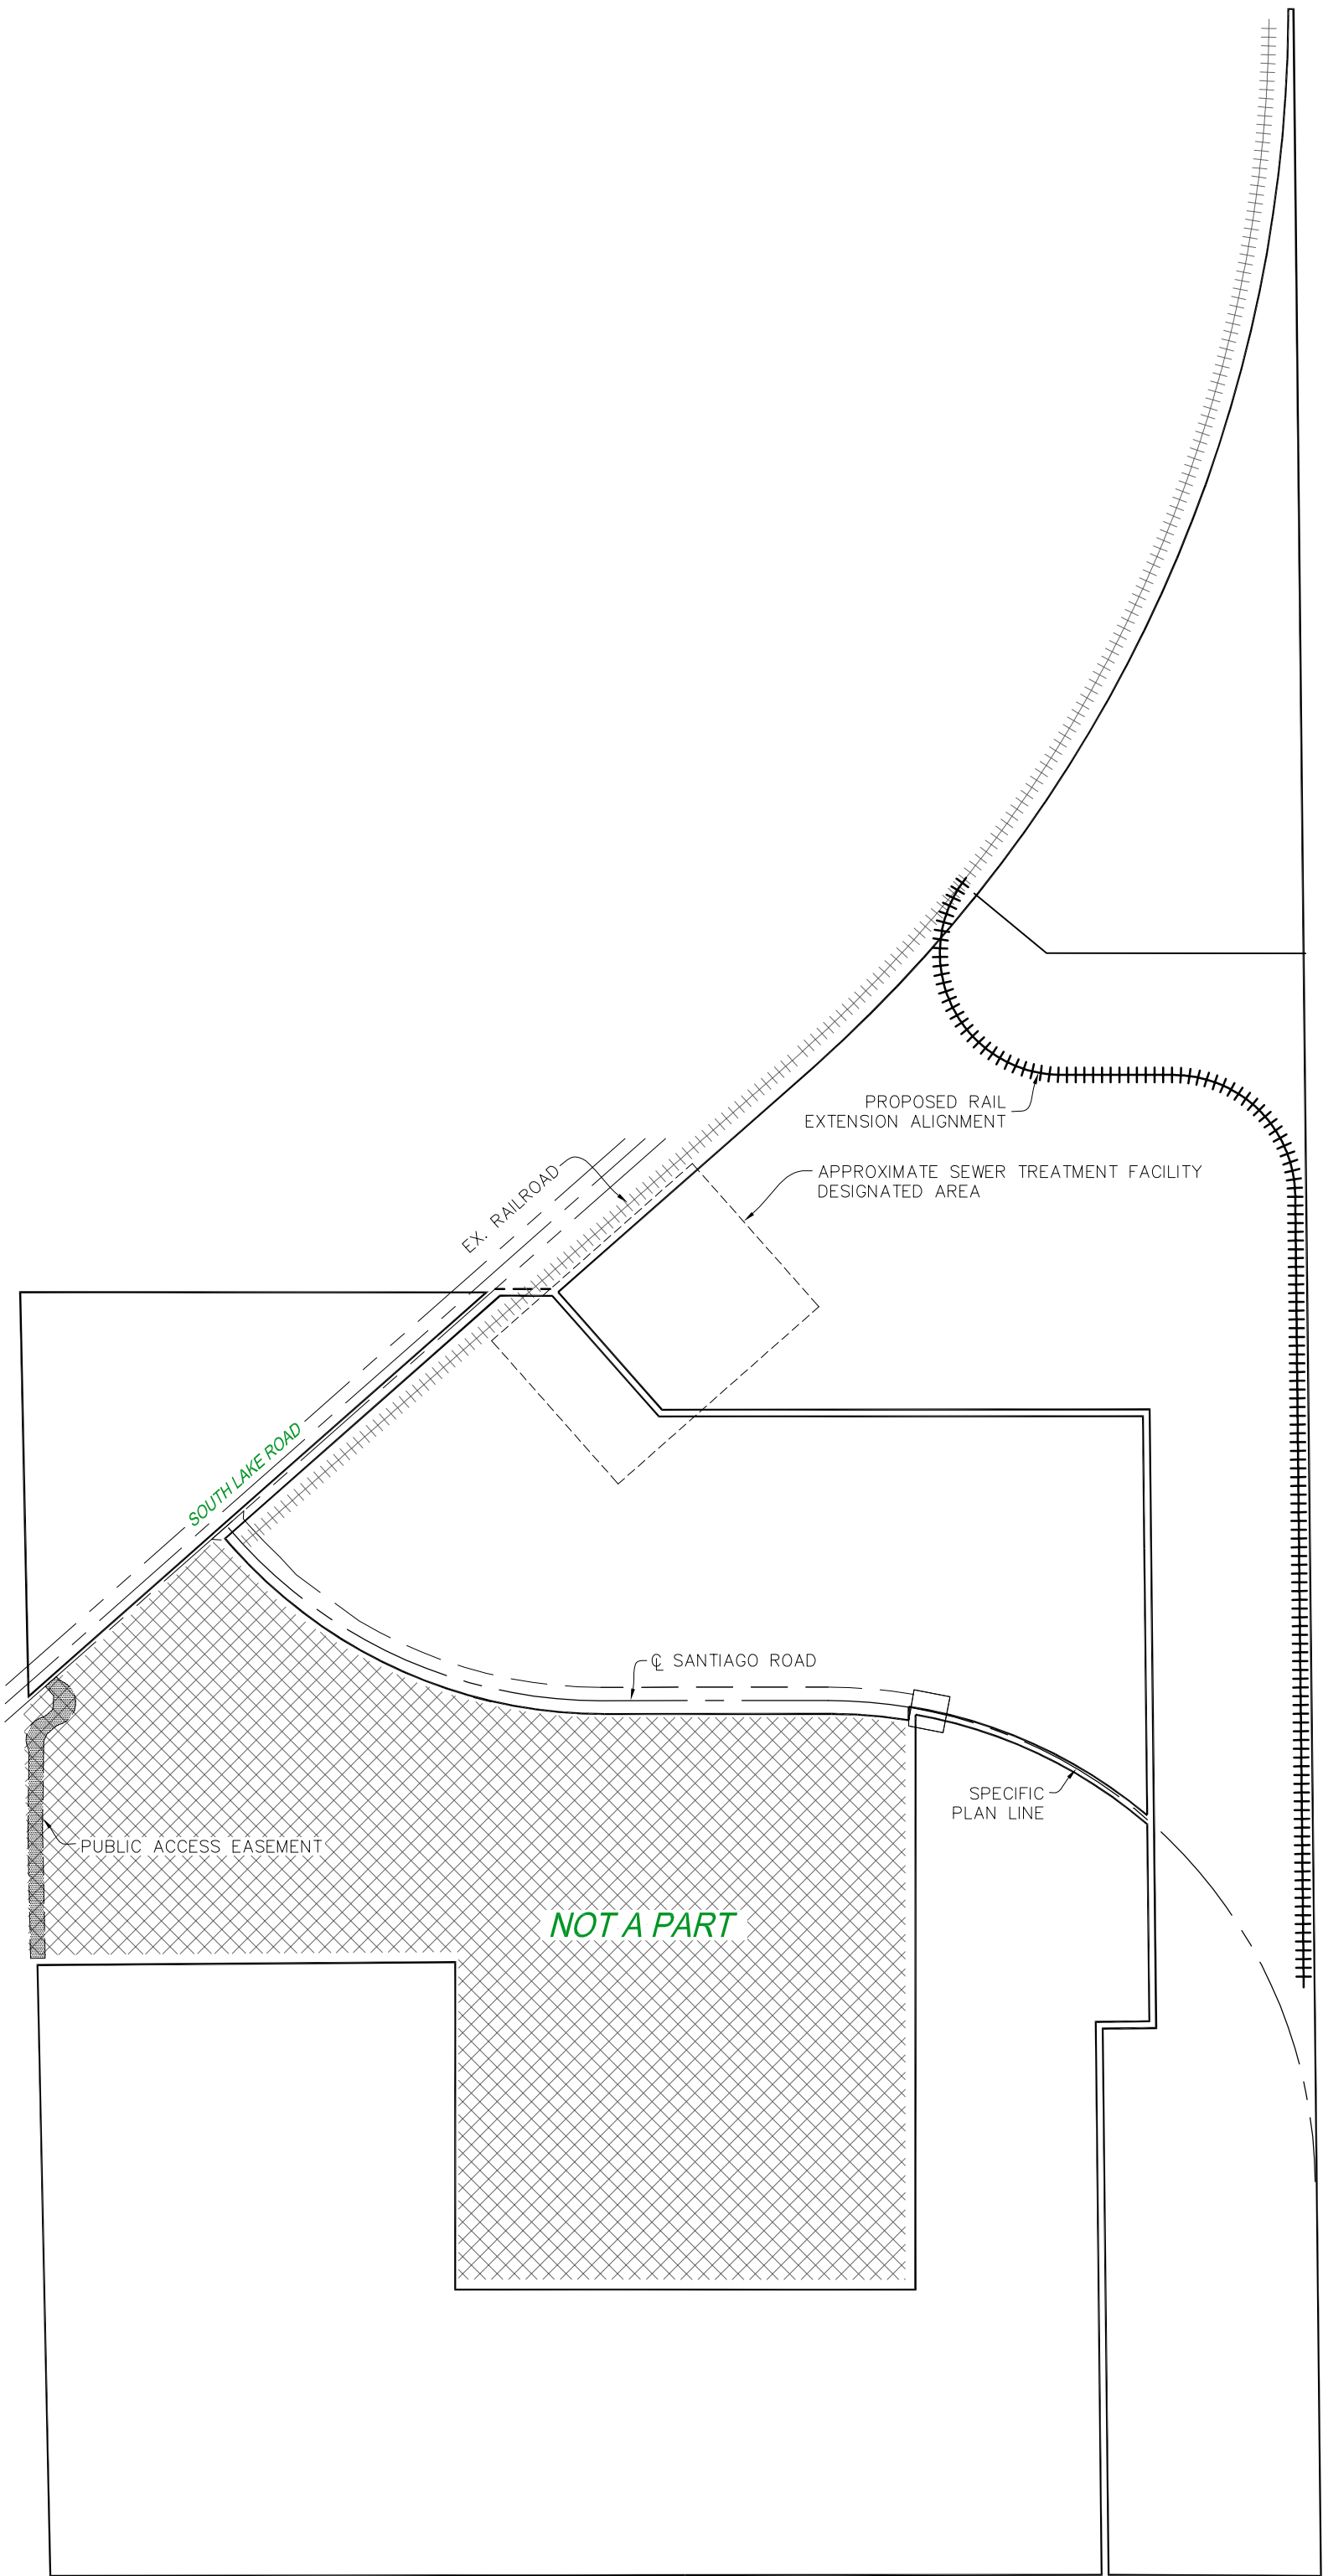 PROPOSED RAIL
EXTENSION ALIGNMENT
APPROXIMATE SEWER TREATMENT FACILITY
DESIGNATED AREA
EX. RAILROAD
SOUTH LAKE ROAD
℄ SANTIAGO ROAD
SPECIFIC
PLAN LINE
PUBLIC ACCESS EASEMENT
NOT A PART